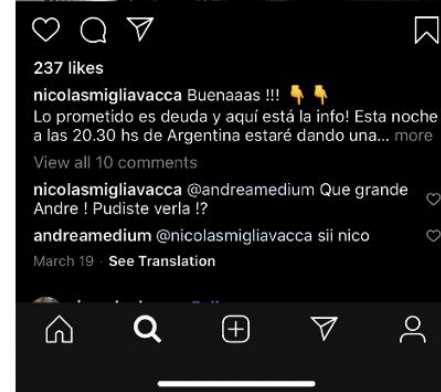 237 likes
nicolasmigliavacca Buenaaas !!! 👇👇
Lo prometido es deuda y aquí está la info! Esta noche
a las 20.30 hs de Argentina estaré dando una... more
View all 10 comments
nicolasmigliavacca @andreamedium Que grande
Andre ! Pudiste verla !?
andreamedium @nicolasmigliavacca sii nico
March 19 · See Translation